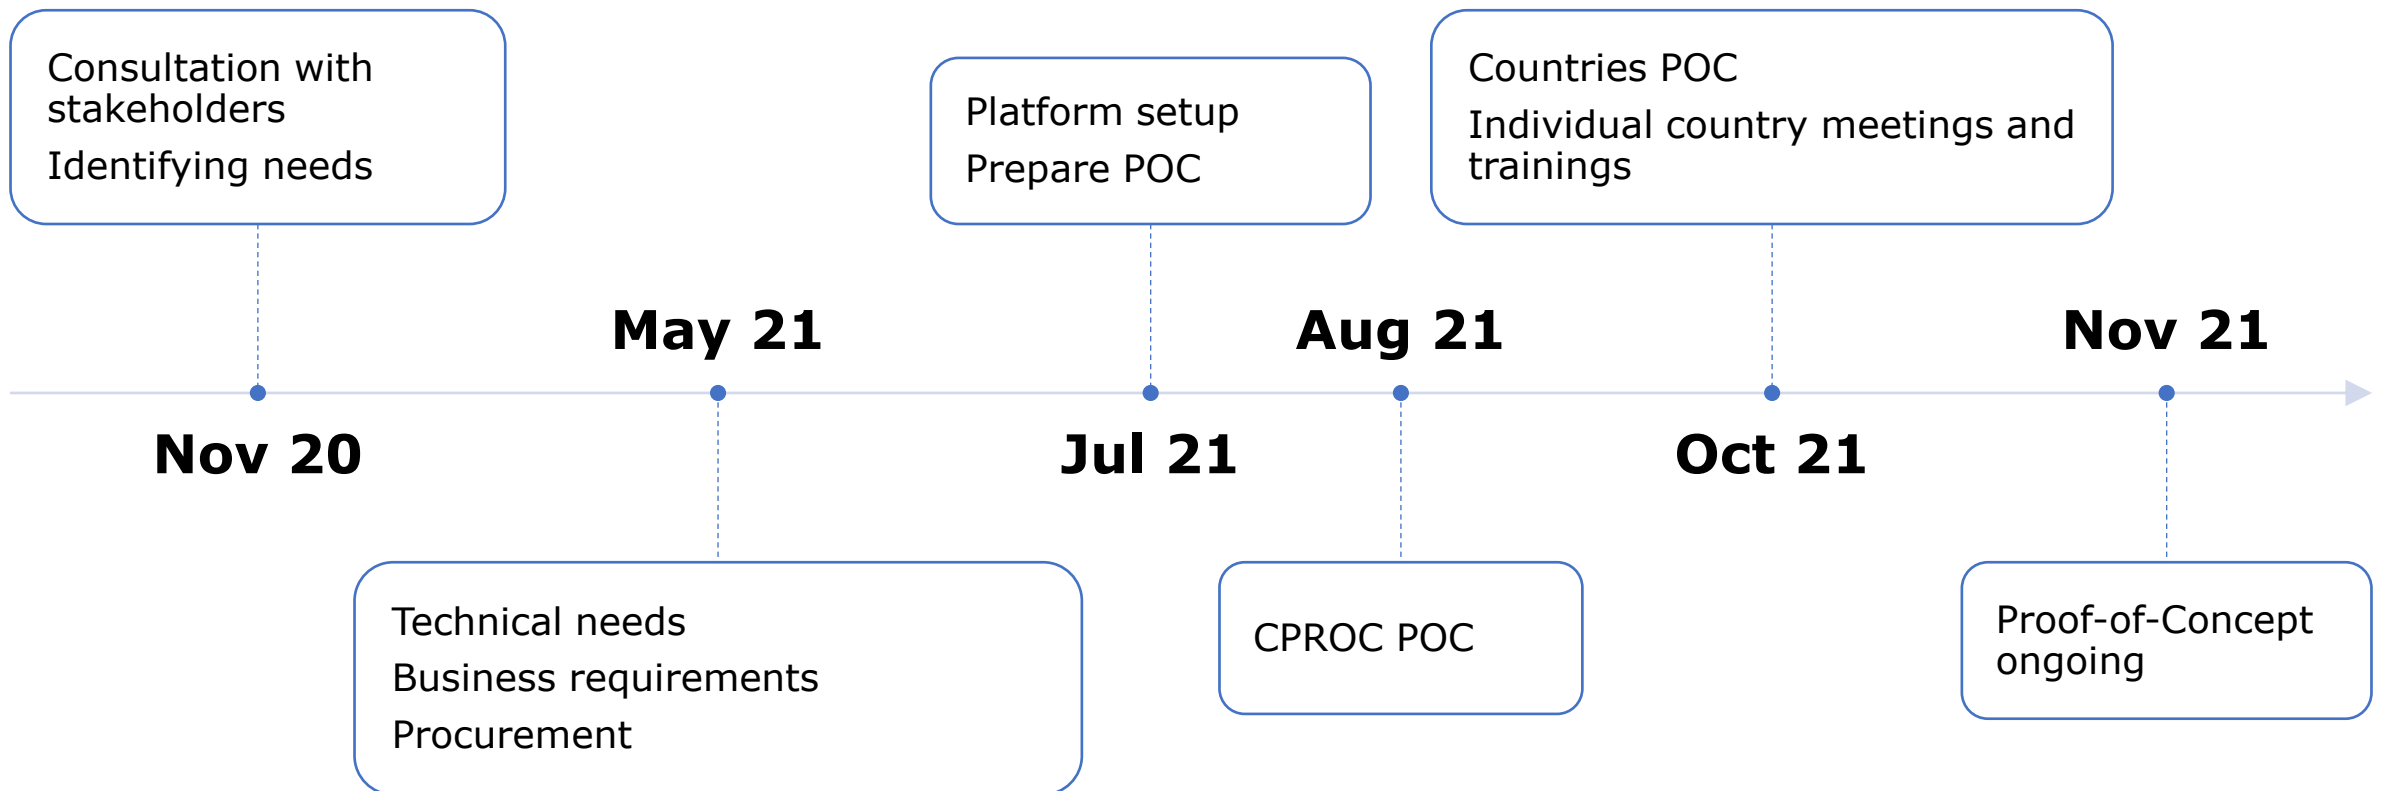 Consultation with
stakeholders
Identifying needs
Platform setup
Prepare POC
Countries POC
Individual country meetings and
trainings
May 21
Aug 21
Nov 21
Nov 20
Jul 21
Oct 21
Technical needs
Business requirements
Procurement
CPROC POC
Proof-of-Concept
ongoing